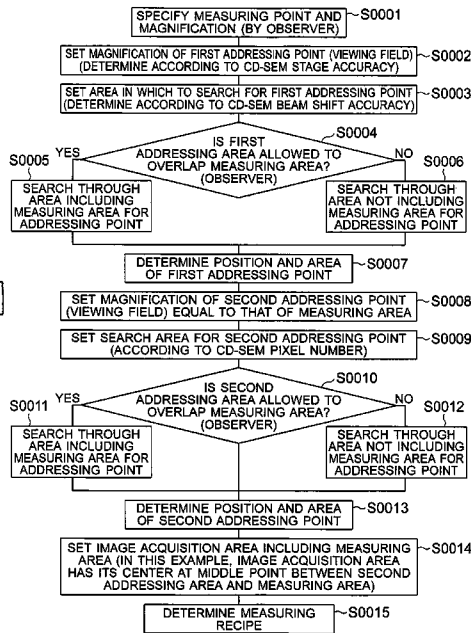 SPECIFY MEASURING POINT AND
MAGNIFICATION (BY OBSERVER)
S0001
SET MAGNIFICATION OF FIRST ADDRESSING POINT (VIEWING FIELD)
(DETERMINE ACCORDING TO CD-SEM STAGE ACCURACY)
S0002
SET AREA IN WHICH TO SEARCH FOR FIRST ADDRESSING POINT
(DETERMINE ACCORDING TO CD-SEM BEAM SHIFT ACCURACY)
S0003
S0004
IS FIRST
ADDRESSING AREA ALLOWED TO
OVERLAP MEASURING AREA?
(OBSERVER)
S0005
YES
SEARCH THROUGH
AREA INCLUDING
MEASURING AREA FOR
ADDRESSING POINT
NO
S0006
SEARCH THROUGH
AREA NOT INCLUDING
MEASURING AREA FOR
ADDRESSING POINT
DETERMINE POSITION AND AREA
OF FIRST ADDRESSING POINT
S0007
SET MAGNIFICATION OF SECOND ADDRESSING POINT
(VIEWING FIELD) EQUAL TO THAT OF MEASURING AREA
S0008
SET SEARCH AREA FOR SECOND ADDRESSING POINT
(ACCORDING TO CD-SEM PIXEL NUMBER)
S0009
S0010
IS SECOND
ADDRESSING AREA ALLOWED TO
OVERLAP MEASURING AREA?
(OBSERVER)
S0011
YES
SEARCH THROUGH
AREA INCLUDING
MEASURING AREA FOR
ADDRESSING POINT
NO
S0012
SEARCH THROUGH
AREA NOT INCLUDING
MEASURING AREA FOR
ADDRESSING POINT
DETERMINE POSITION AND AREA
OF SECOND ADDRESSING POINT
S0013
SET IMAGE ACQUISITION AREA INCLUDING MEASURING
AREA (IN THIS EXAMPLE, IMAGE ACQUISITION AREA
HAS ITS CENTER AT MIDDLE POINT BETWEEN SECOND
ADDRESSING AREA AND MEASURING AREA)
S0014
DETERMINE MEASURING
RECIPE
S0015